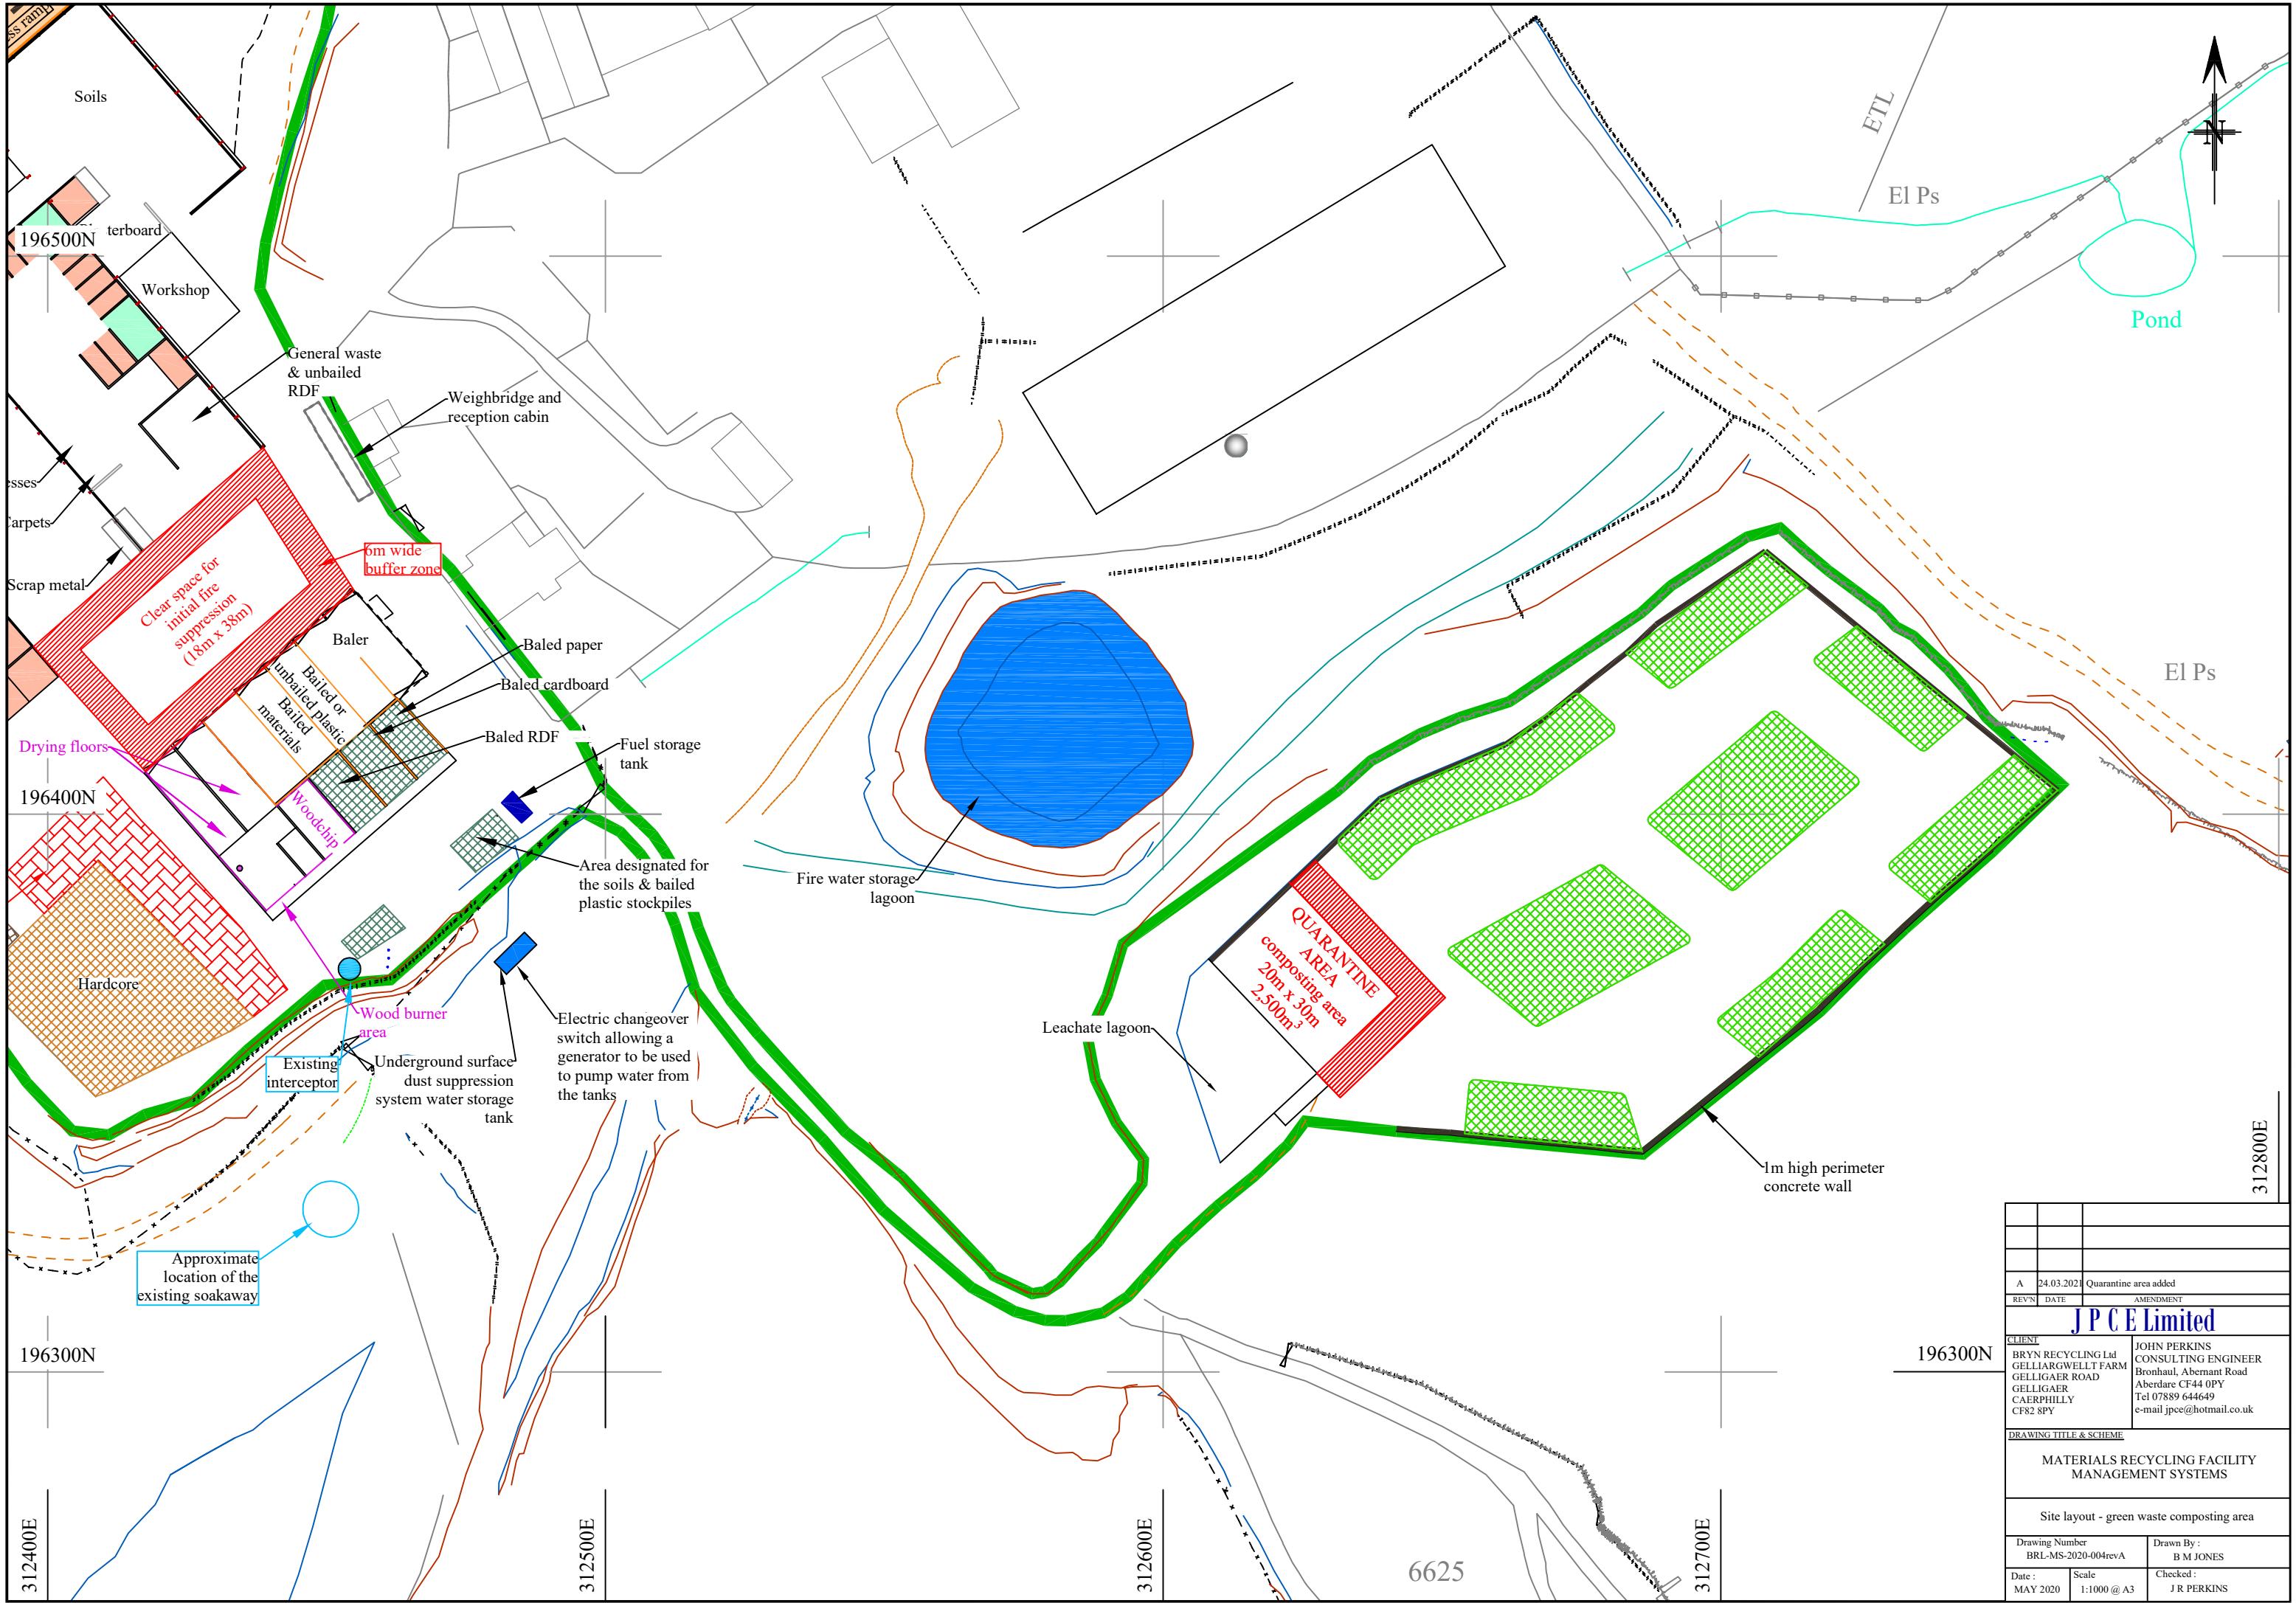 Soils
196500N
terboard
Workshop
General waste
& unbailed
RDF
Weighbridge and
reception cabin
Scrap metal
Clear space for
initial fire
suppression
(18m x 38m)
6m wide
buffer zone
Baler
Bailed or
unbailed plastic
Bailed
materials
Baled paper
Baled cardboard
Baled RDF
Drying floors
Woodchip
196400N
Fuel storage
tank
Area designated for
the soils & bailed
plastic stockpiles
Hardcore
Wood burner
area
Existing
interceptor
Underground surface
dust suppression
system water storage
tank
Electric changeover
switch allowing a
generator to be used
to pump water from
the tanks
Approximate
location of the
existing soakaway
196300N
312400E
312500E
312600E
312700E
312800E
6625
Fire water storage
lagoon
Leachate lagoon
QUARANTINE
AREA
composting area
20m x 30m
2,500m³
1m high perimeter
concrete wall
ETL
El Ps
N
Pond
El Ps
196300N
A 24.03.2021 Quarantine area added
REV'N DATE AMENDMENT
J P C E Limited
CLIENT
BRYN RECYCLING Ltd
GELLIARGWELLT FARM
GELLIGAER ROAD
GELLIGAER
CAERPHILLY
CF82 8PY
JOHN PERKINS
CONSULTING ENGINEER
Bronhaul, Abernant Road
Aberdare CF44 0PY
Tel 07889 644649
e-mail jpce@hotmail.co.uk
DRAWING TITLE & SCHEME
MATERIALS RECYCLING FACILITY
MANAGEMENT SYSTEMS
Site layout - green waste composting area
Drawing Number
BRL-MS-2020-004revA
Drawn By :
B M JONES
Date :
MAY 2020
Scale
1:1000 @ A3
Checked :
J R PERKINS